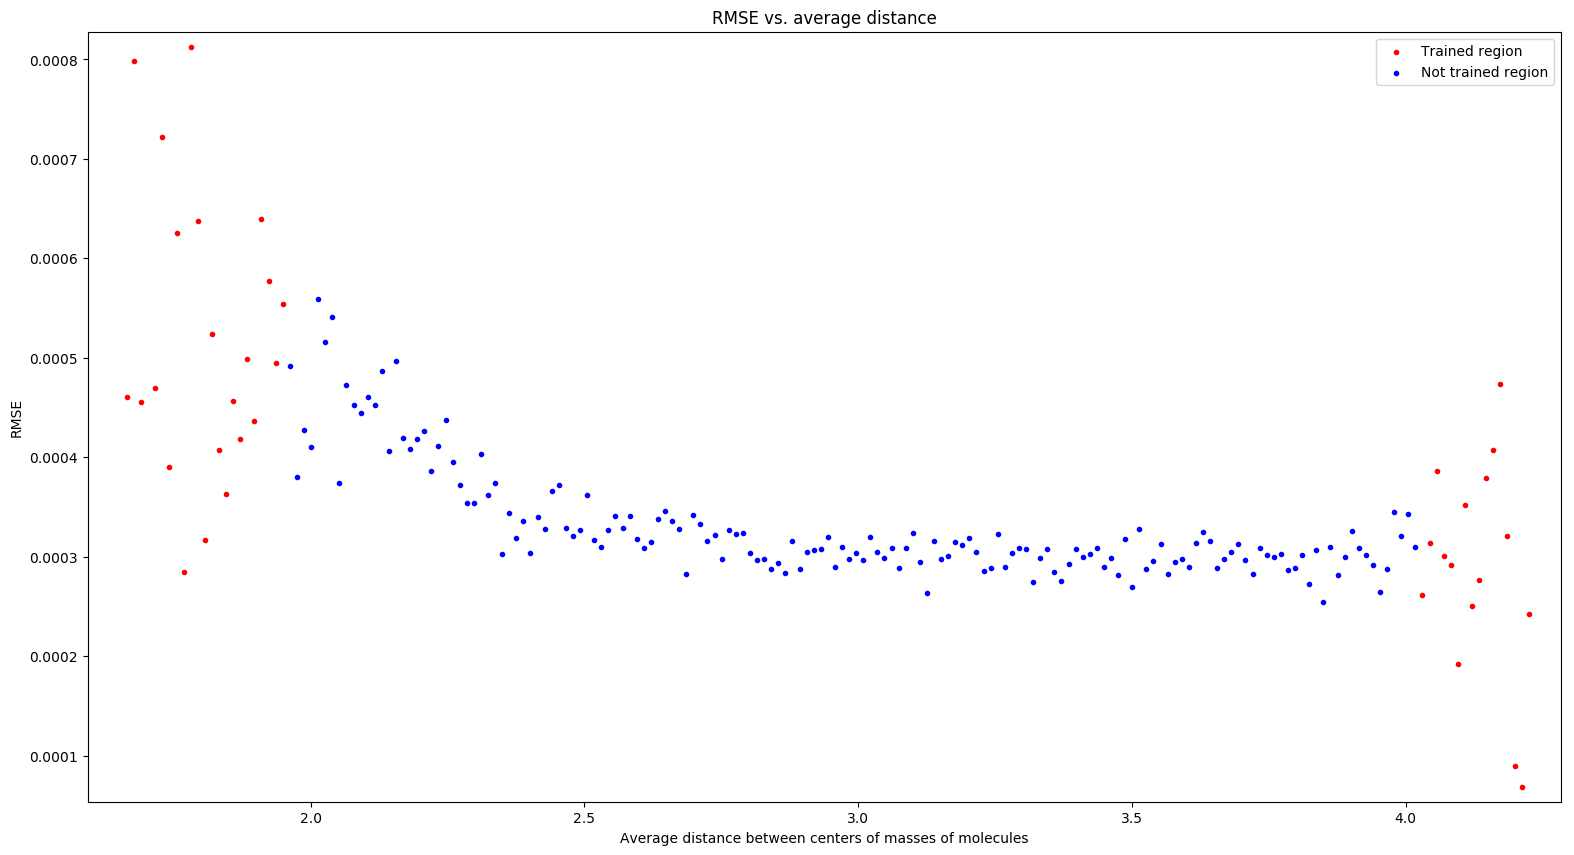 RMSE vs. average distance
Trained region
Not trained region
0.0008
0.0007
0.0006
0.0005
0.0004
0.0003
0.0002
0.0001
RMSE
2.0
2.5
3.0
3.5
4.0
Average distance between centers of masses of molecules